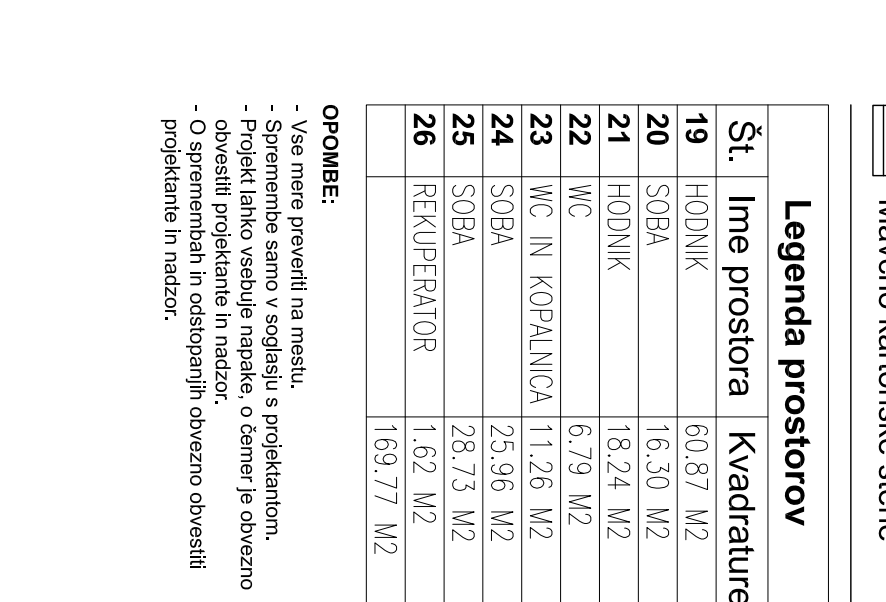 Legenda prostorov
Št. Ime prostora Kvadrature
19 HODNIK 60.87 M2
20 SOBA 16.30 M2
21 HODNIK 18.24 M2
22 WC 6.79 M2
23 WC IN KOPALNICA 11.26 M2
24 SOBA 25.96 M2
25 SOBA 28.73 M2
26 REKUPERATOR 1.62 M2
169.77 M2
OPOMBE:
- Vse mere preveriti na mestu.
- Spremembe samo v soglasju s projektantom.
- Projekt lahko vsebuje napake, o čemer je obvezno
obvestiti projektante in nadzor.
- O spremembah in odstopanjih obvezno obvestiti
projektante in nadzor.